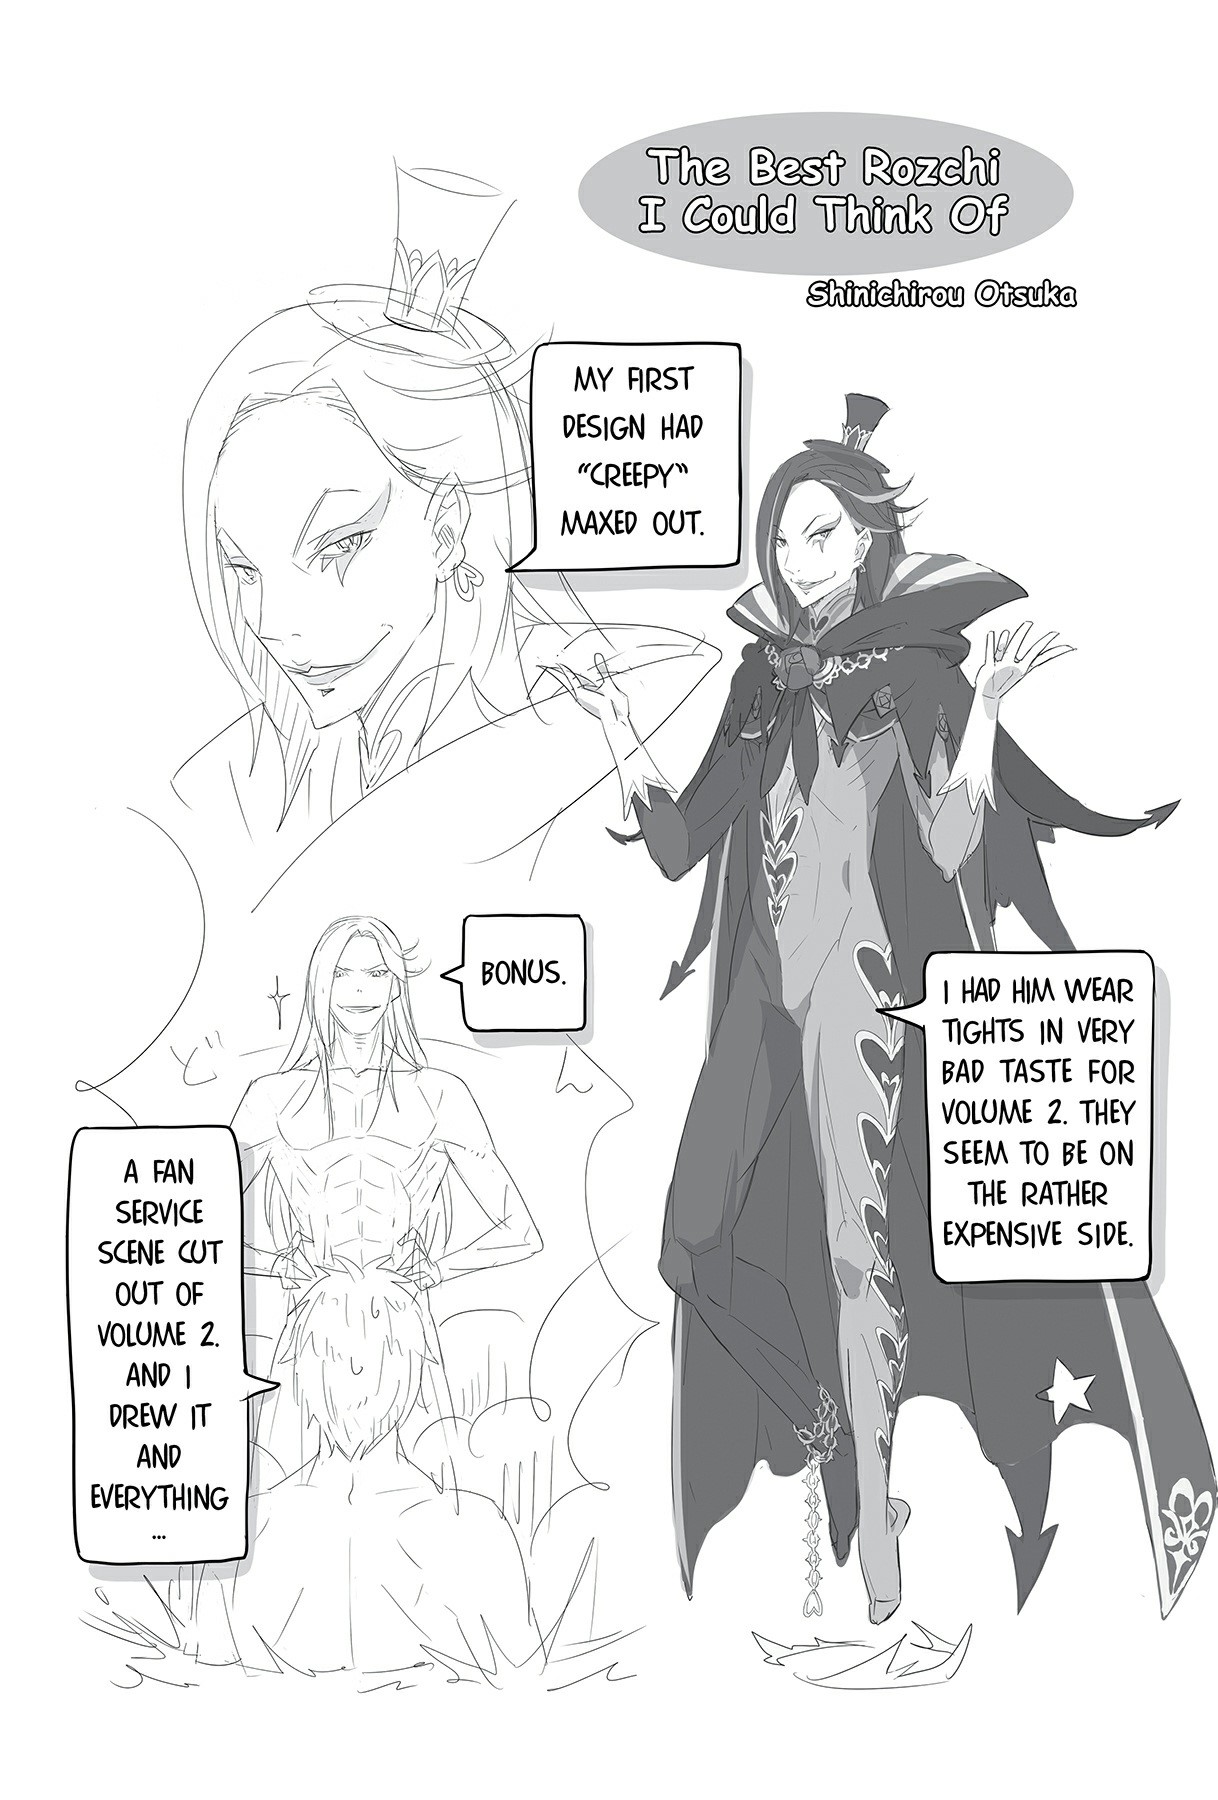 The Best Rozchi
I Could Think Of
Shinichirou Otsuka
MY FIRST
DESIGN HAD
“CREEPY”
MAXED OUT.
BONUS.
I HAD HIM WEAR
TIGHTS IN VERY
BAD TASTE FOR
VOLUME 2. THEY
SEEM TO BE ON
THE RATHER
EXPENSIVE SIDE.
A FAN
SERVICE
SCENE CUT
OUT OF
VOLUME 2.
AND I
DREW IT
AND
EVERYTHING
...